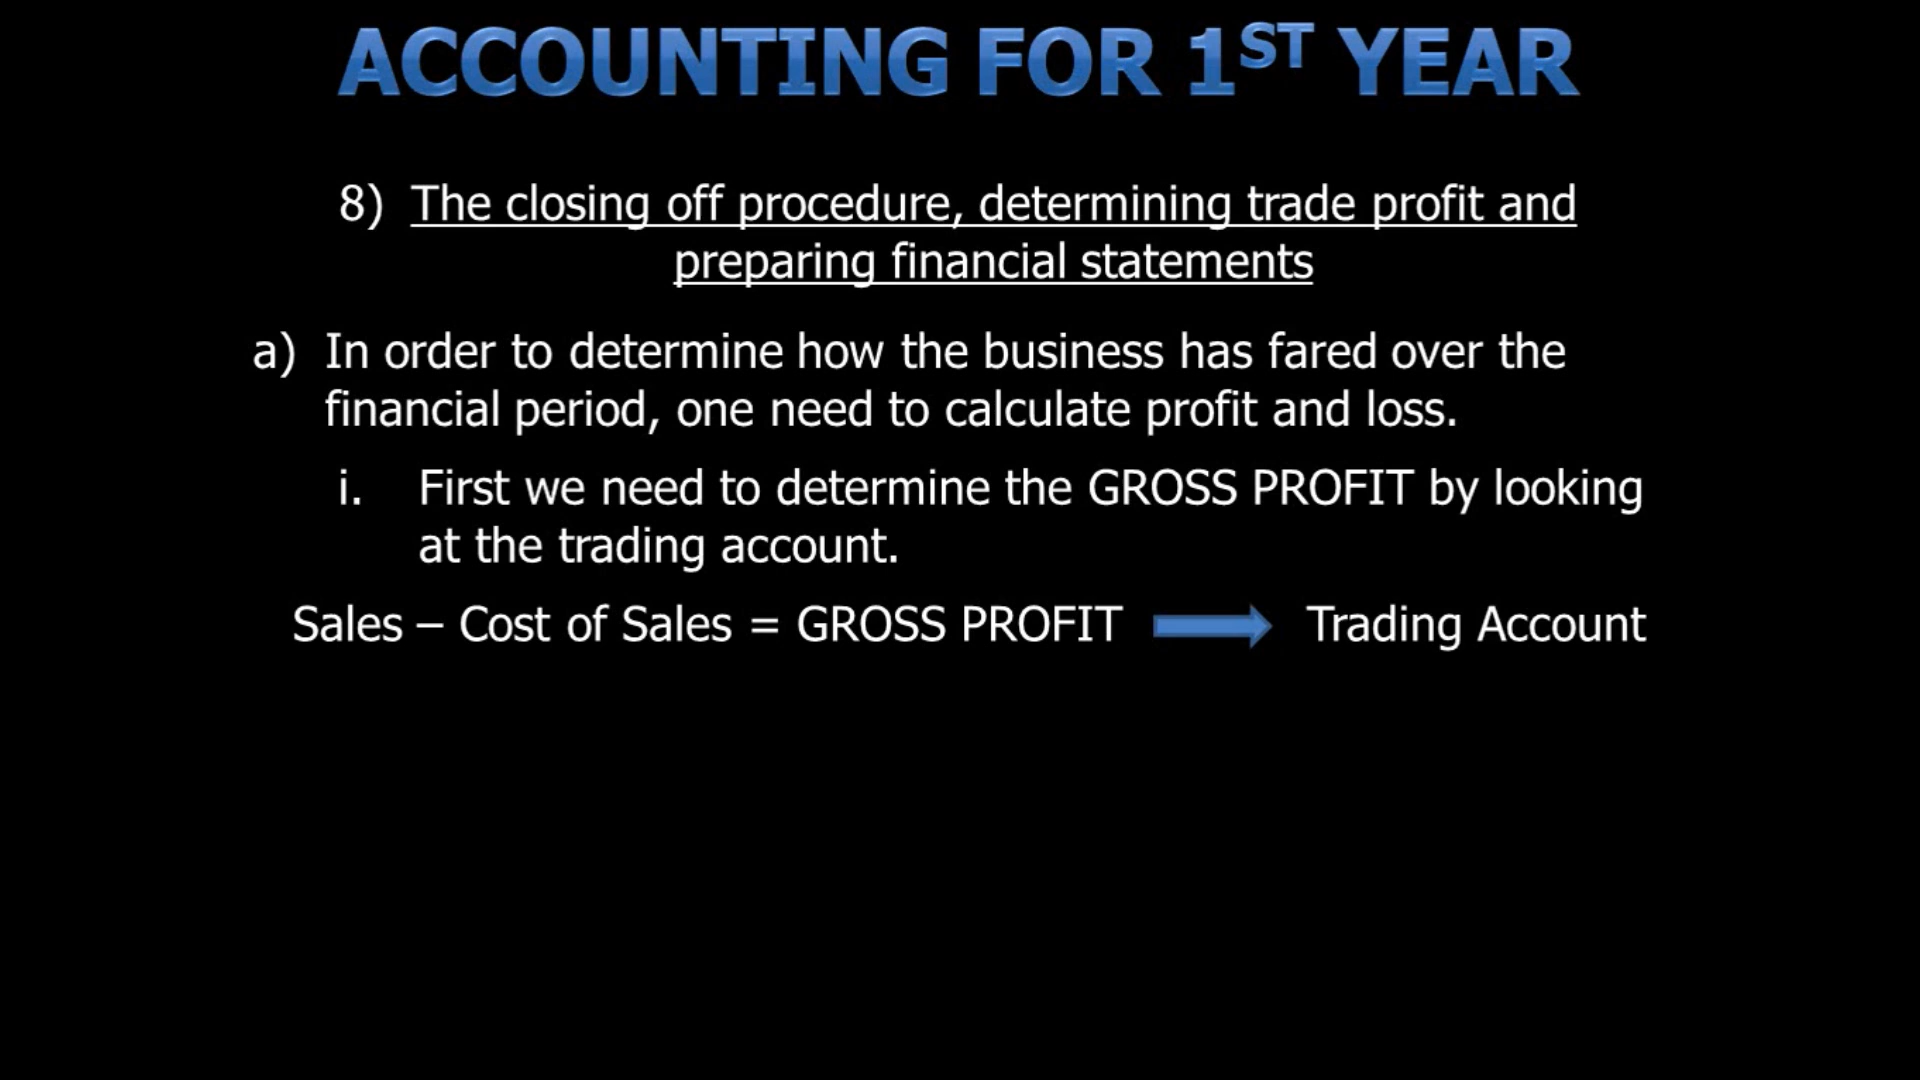 ACCOUNTING FOR 1ST YEAR
8) The closing off procedure, determining trade profit and
preparing financial statements
a) In order to determine how the business has fared over the
financial period, one need to calculate profit and loss.
i. First we need to determine the GROSS PROFIT by looking
at the trading account.
Sales – Cost of Sales = GROSS PROFIT Trading Account